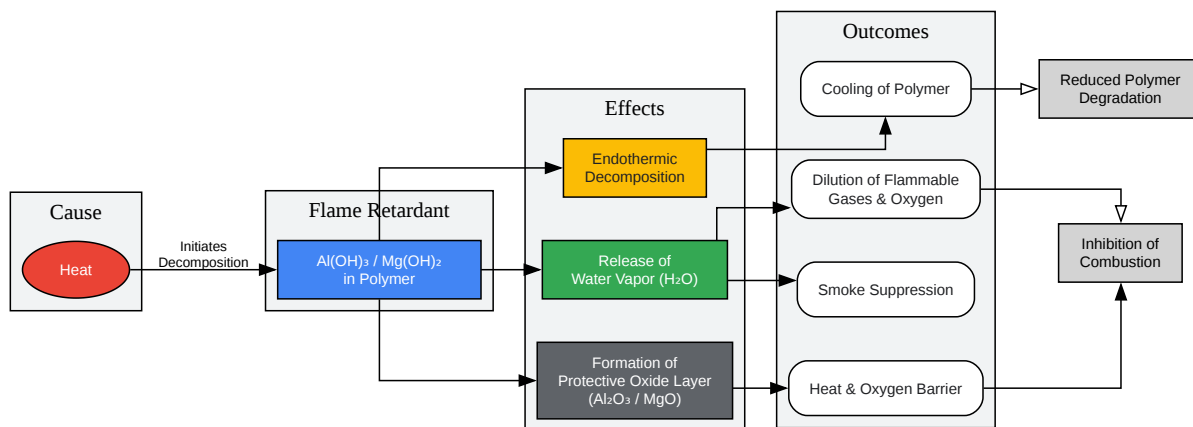 Cause
Heat
Initiates
Decomposition
Flame Retardant
Al(OH)₃ / Mg(OH)₂
in Polymer
Effects
Endothermic
Decomposition
Release of
Water Vapor (H₂O)
Formation of
Protective Oxide Layer
(Al₂O₃ / MgO)
Outcomes
Cooling of Polymer
Dilution of Flammable
Gases & Oxygen
Smoke Suppression
Heat & Oxygen Barrier
Reduced Polymer
Degradation
Inhibition of
Combustion